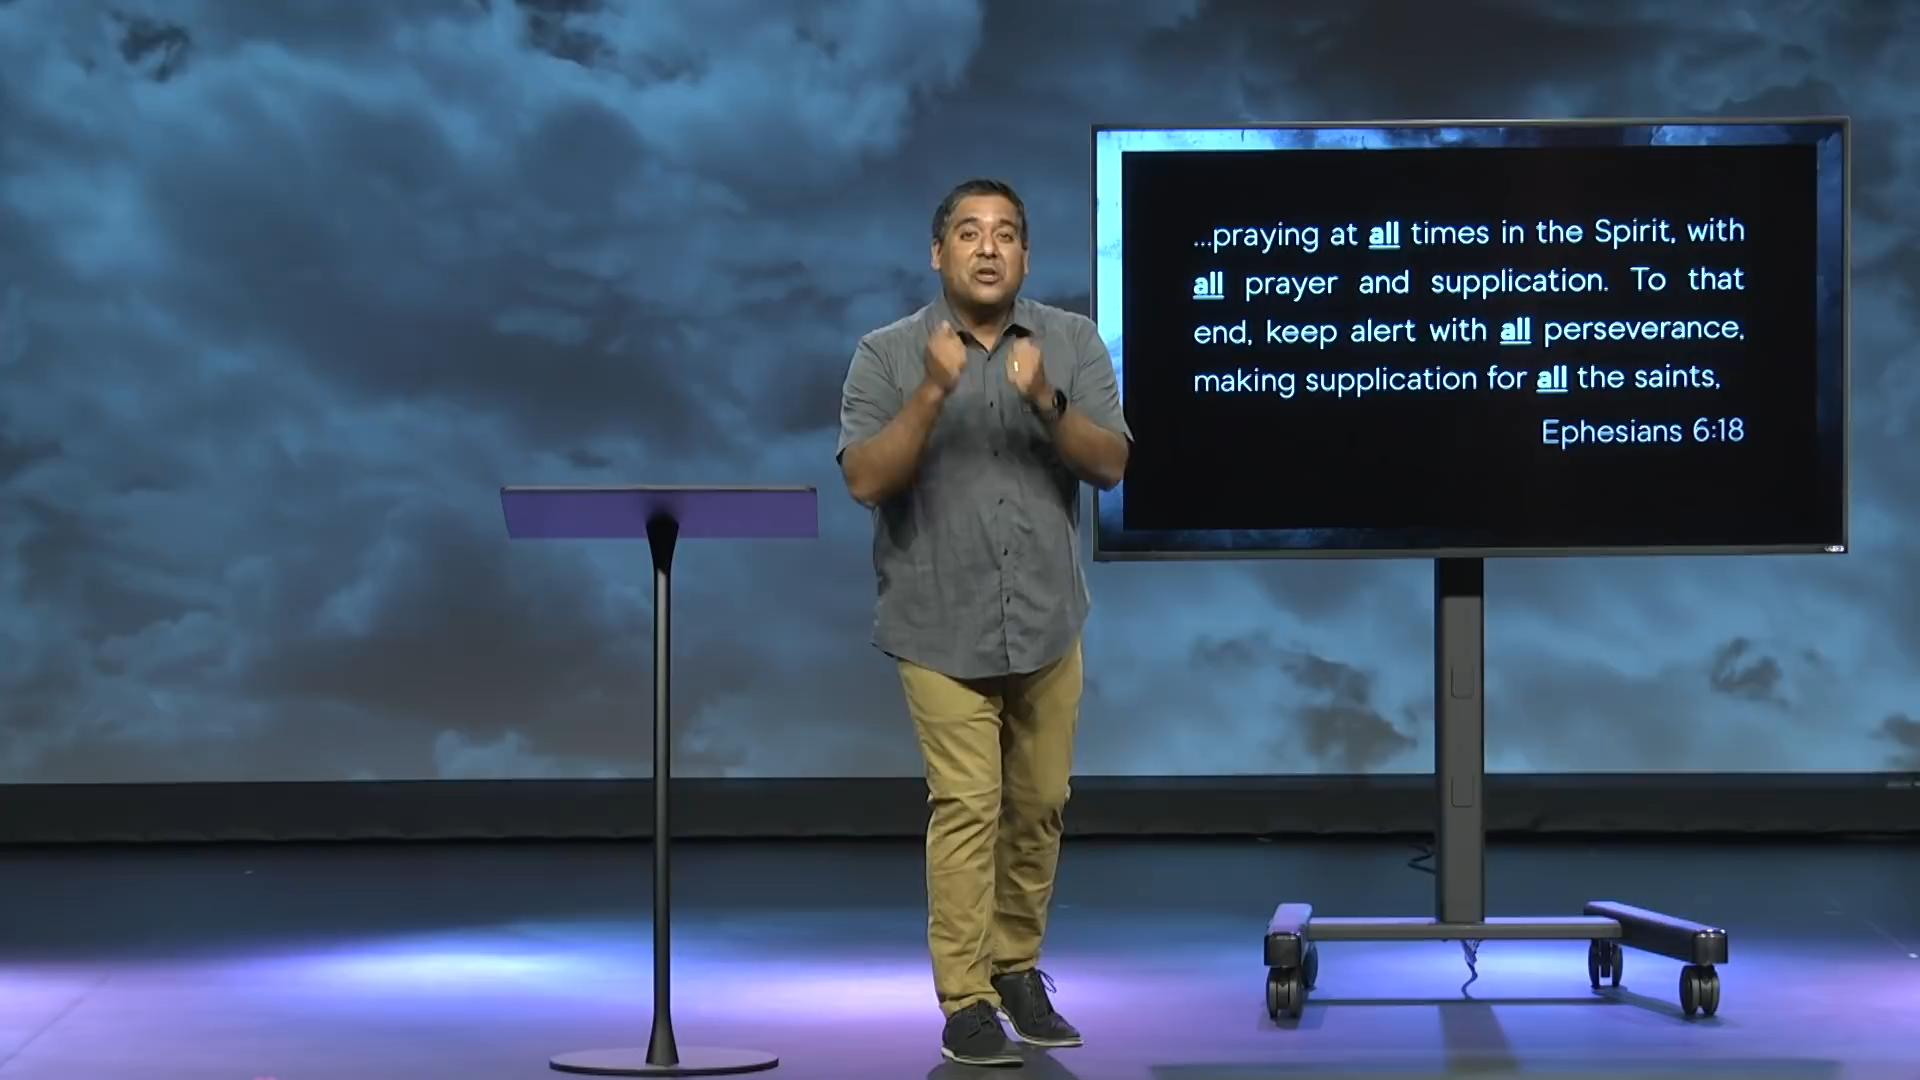 ...praying at all times in the Spirit, with
all prayer and supplication. To that
end, keep alert with all perseverance,
making supplication for all the saints,
Ephesians 6:18